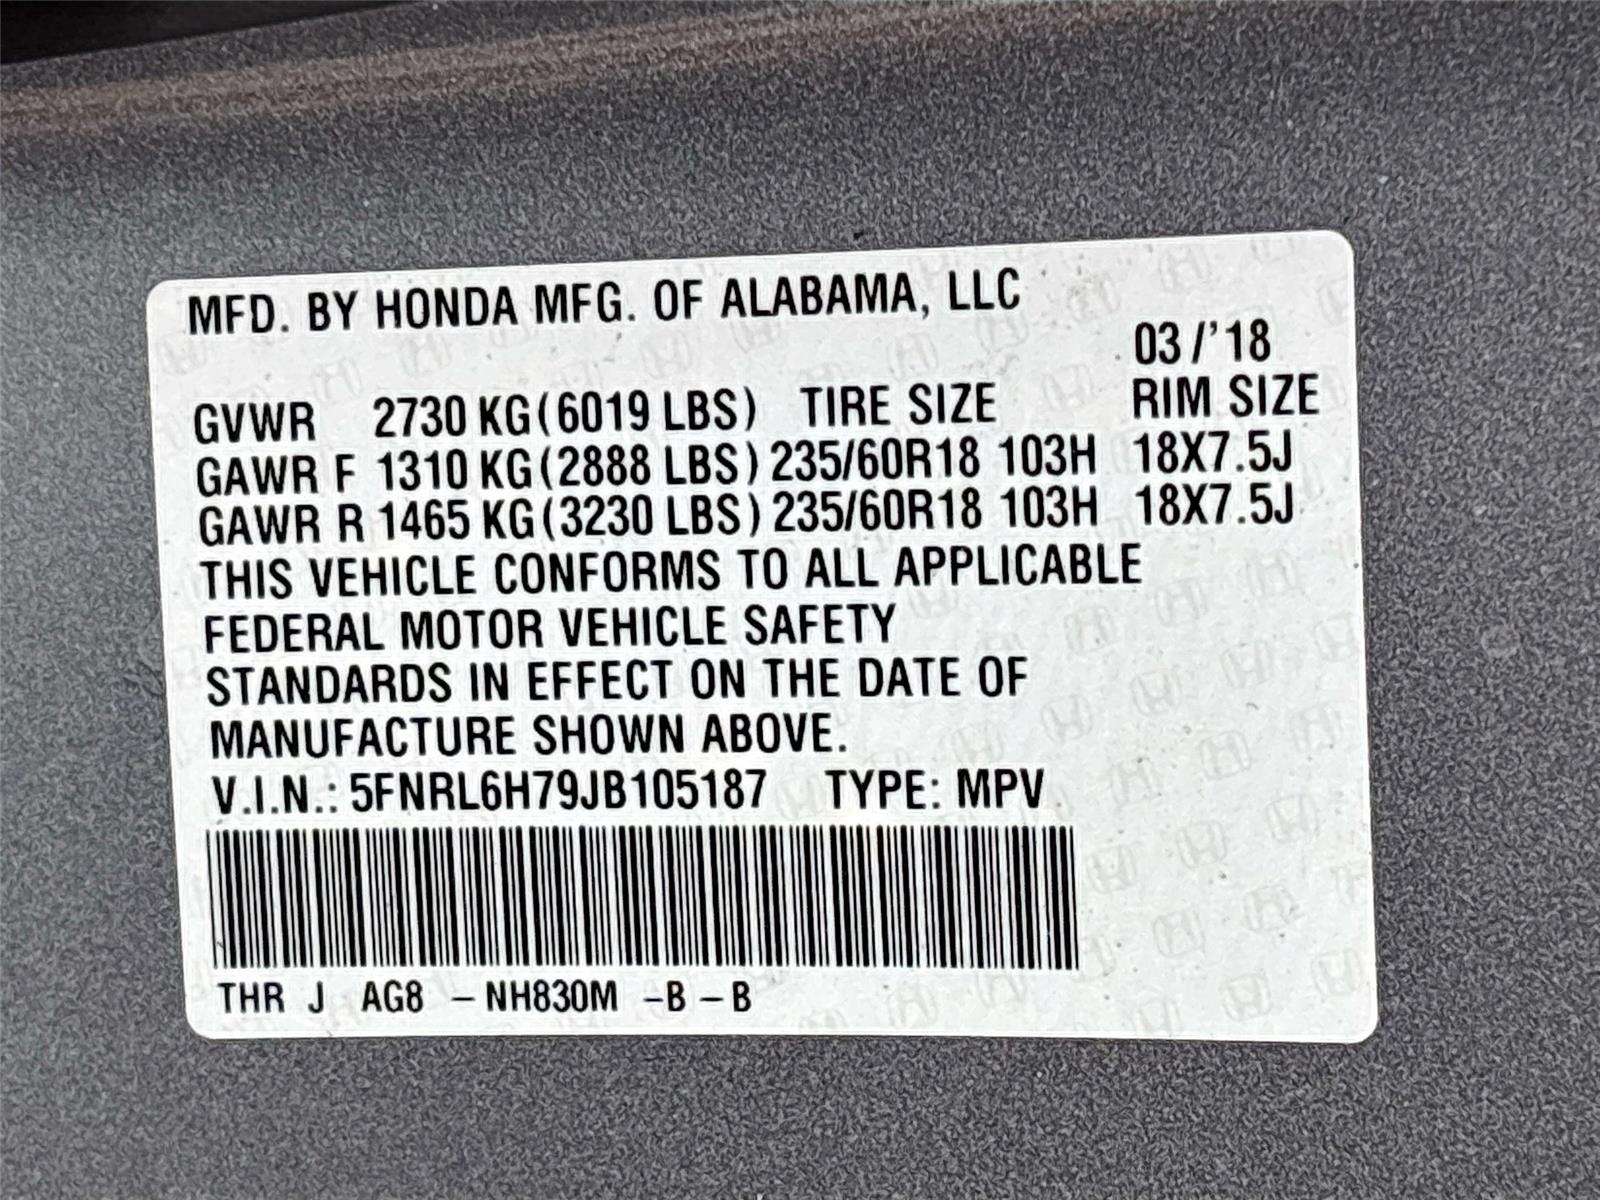 MFD. BY HONDA MFG. OF ALABAMA, LLC
03/'18
GVWR 2730 KG(6019 LBS) TIRE SIZE RIM SIZE
GAWR F 1310 KG(2888 LBS) 235/60R18 103H 18X7.5J
GAWR R 1465 KG(3230 LBS) 235/60R18 103H 18X7.5J
THIS VEHICLE CONFORMS TO ALL APPLICABLE
FEDERAL MOTOR VEHICLE SAFETY
STANDARDS IN EFFECT ON THE DATE OF
MANUFACTURE SHOWN ABOVE.
V.I.N.: 5FNRL6H79JB105187 TYPE: MPV
THR J AG8 – NH830M –B – B